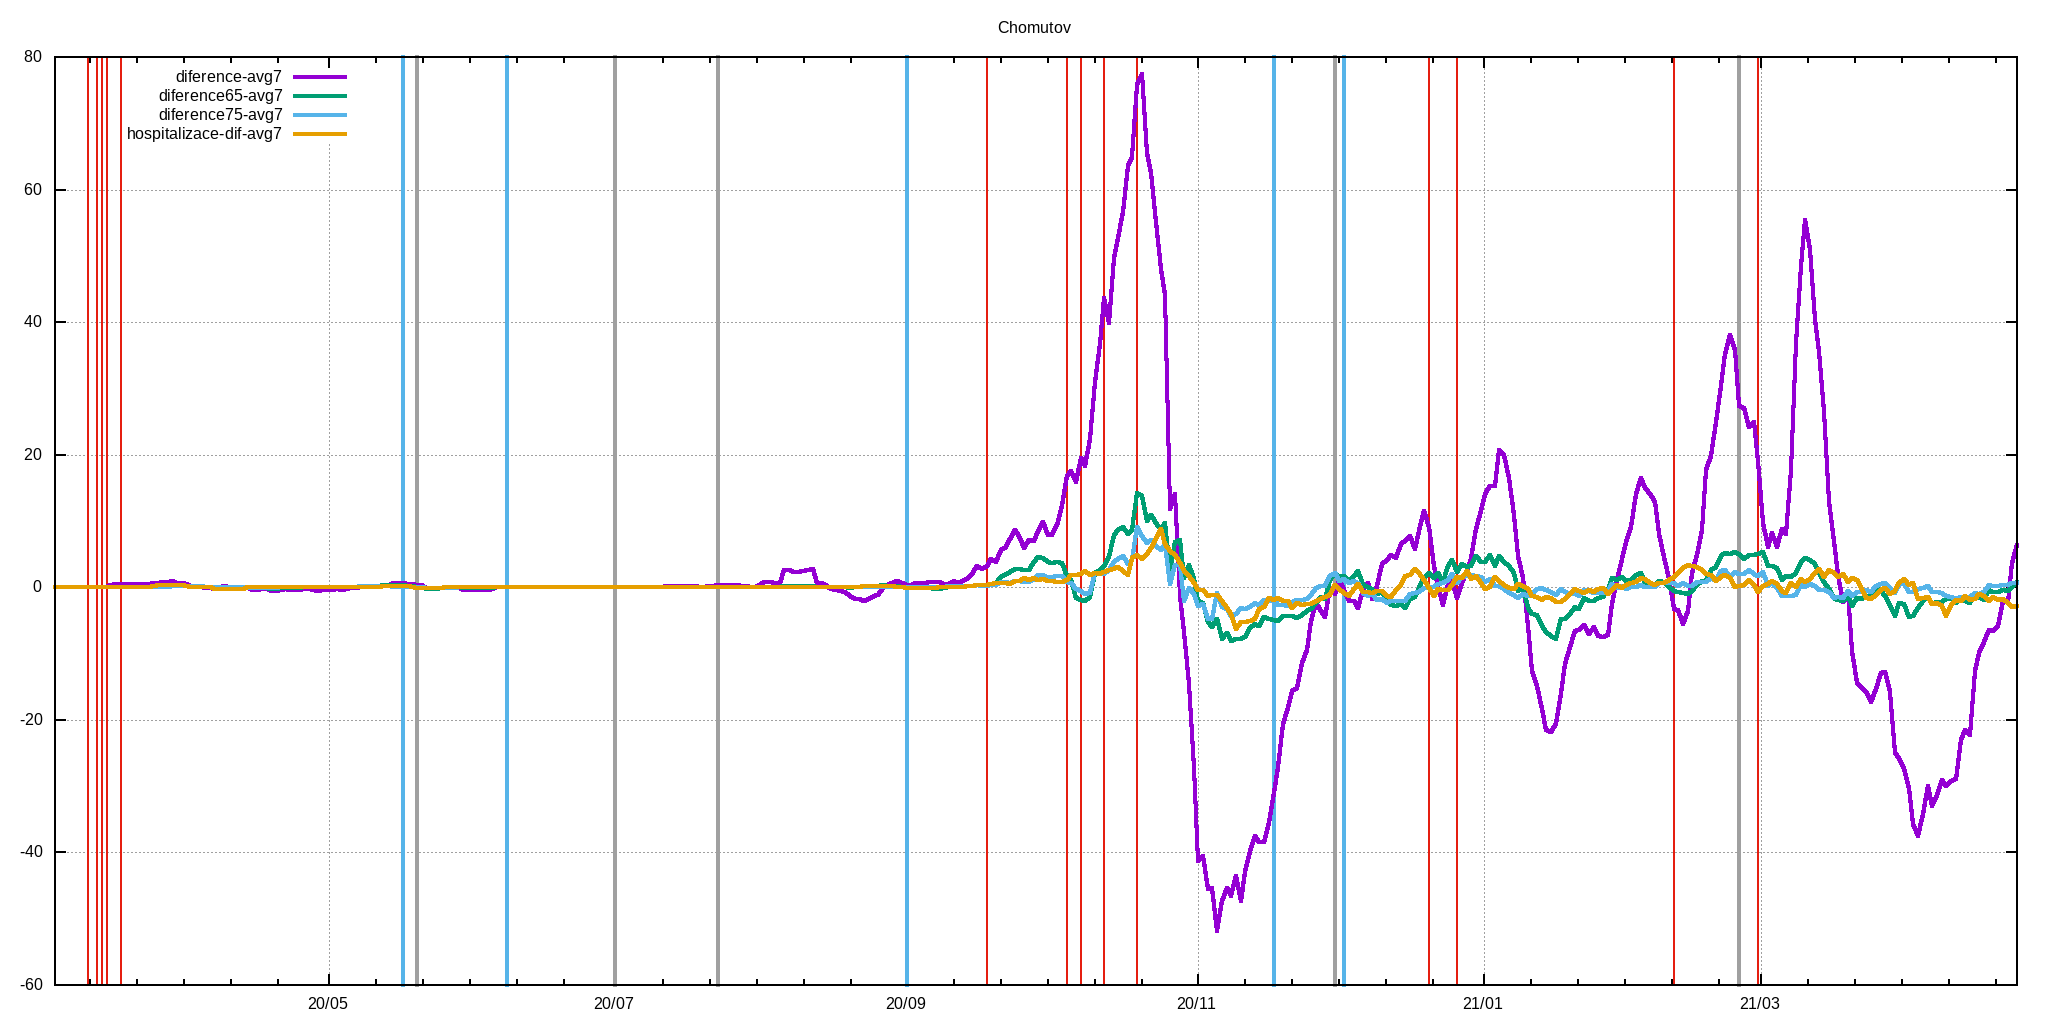 Chomutov
diference-avg7
diference65-avg7
diference75-avg7
hospitalizace-dif-avg7
80
60
40
20
0
-20
-40
-60
20/05 20/07 20/09 20/11 21/01 21/03